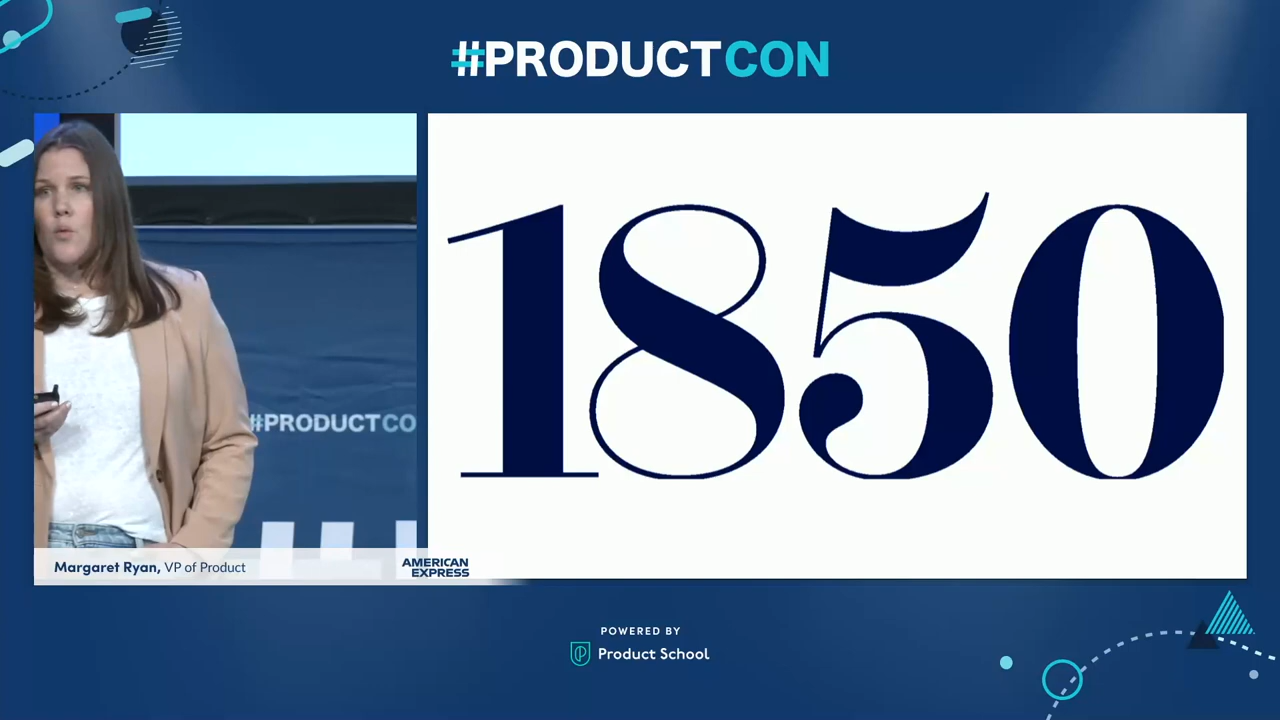 #PRODUCTCON
1850
#PRODUCTCO
Margaret Ryan, VP of Product
AMERICAN
EXPRESS
POWERED BY
Product School